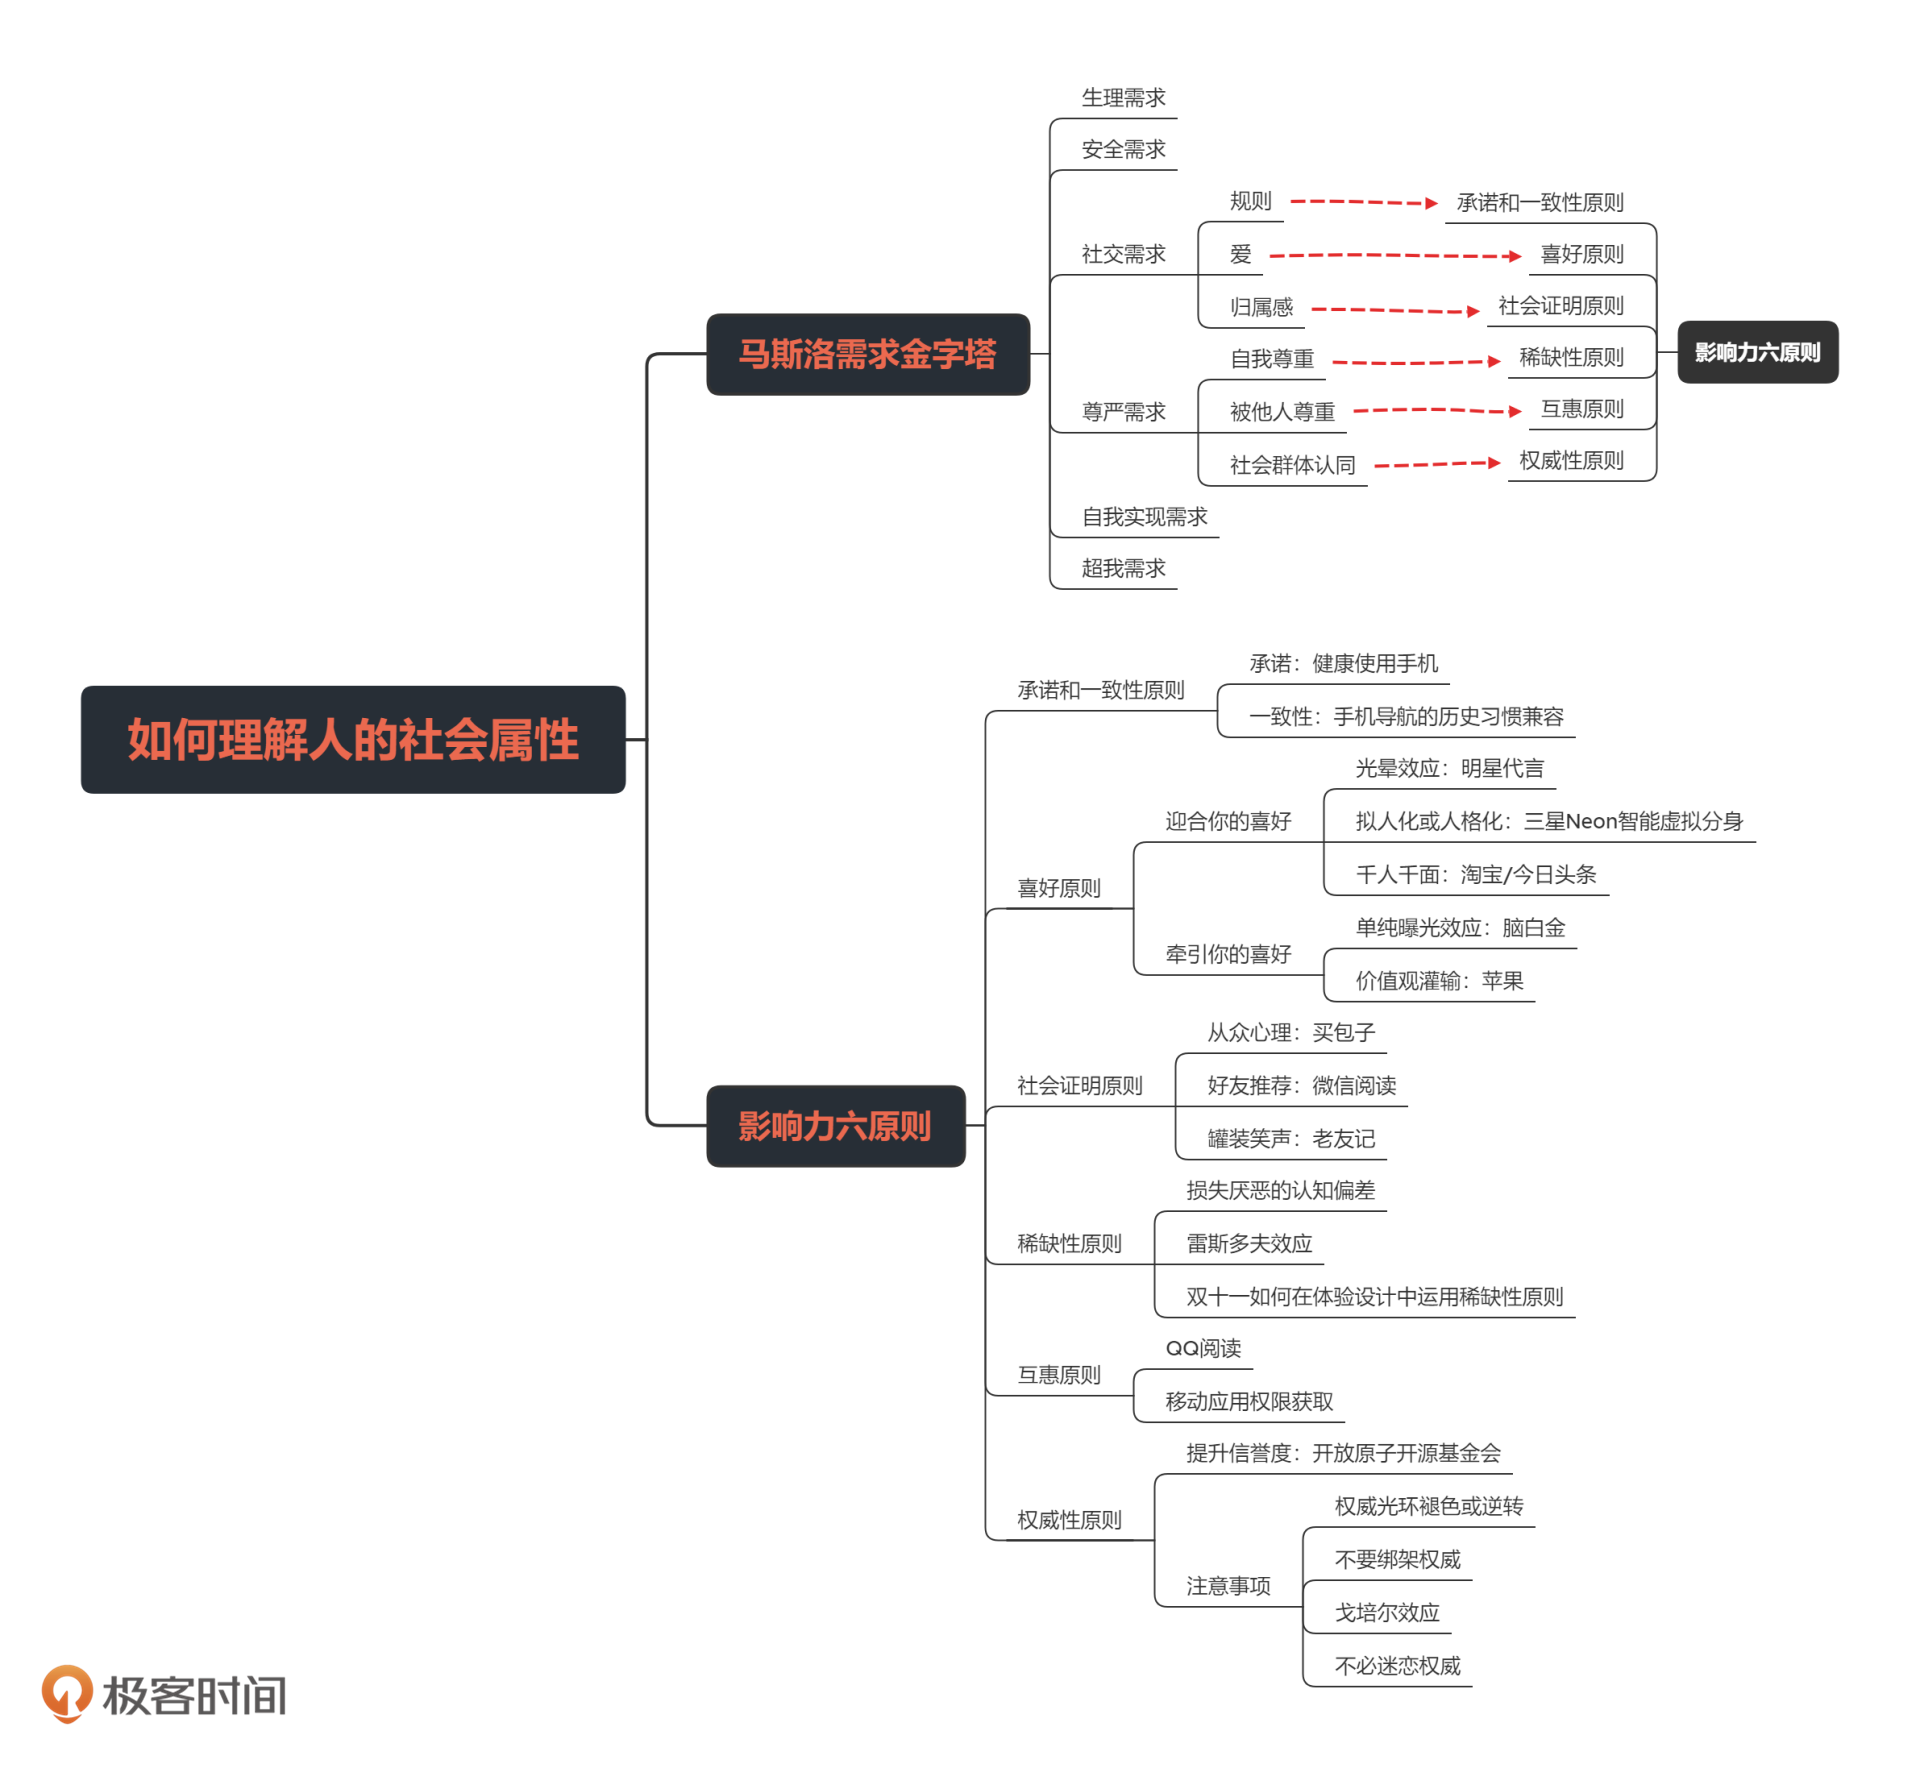 如何理解人的社会属性
马斯洛需求金字塔
生理需求
安全需求
社交需求
规则
承诺和一致性原则
爱
喜好原则
归属感
社会证明原则
尊严需求
自我尊重
稀缺性原则
被他人尊重
互惠原则
社会群体认同
权威性原则
影响力六原则
自我实现需求
超我需求
影响力六原则
承诺和一致性原则
承诺：健康使用手机
一致性：手机导航的历史习惯兼容
喜好原则
迎合你的喜好
光晕效应：明星代言
拟人化或人格化：三星Neon智能虚拟分身
千人千面：淘宝/今日头条
牵引你的喜好
单纯曝光效应：脑白金
价值观灌输：苹果
社会证明原则
从众心理：买包子
好友推荐：微信阅读
罐装笑声：老友记
稀缺性原则
损失厌恶的认知偏差
雷斯多夫效应
双十一如何在体验设计中运用稀缺性原则
互惠原则
QQ阅读
移动应用权限获取
权威性原则
提升信誉度：开放原子开源基金会
注意事项
权威光环褪色或逆转
不要绑架权威
戈培尔效应
不必迷恋权威
极客时间